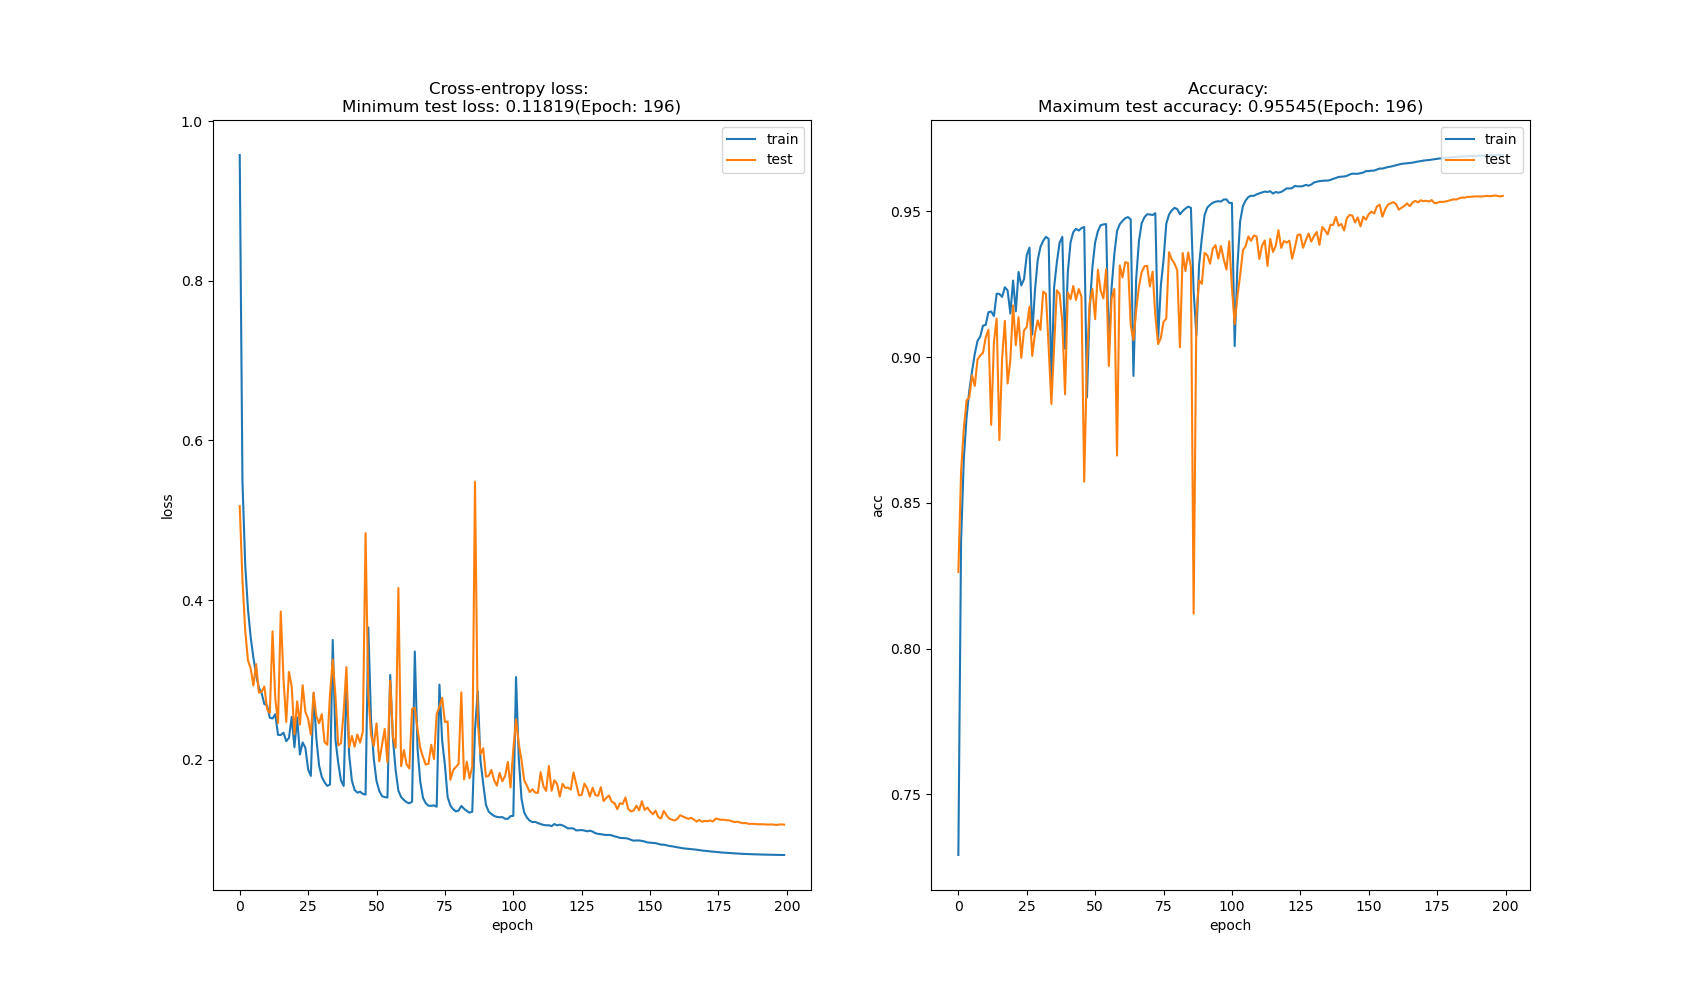 Cross-entropy loss:
Minimum test loss: 0.11819(Epoch: 196)
train
test
1.0
0.8
0.6
0.4
0.2
loss
0
25
50
75
100
125
150
175
200
epoch
Accuracy:
Maximum test accuracy: 0.95545(Epoch: 196)
train
test
0.95
0.90
0.85
0.80
0.75
acc
0
25
50
75
100
125
150
175
200
epoch